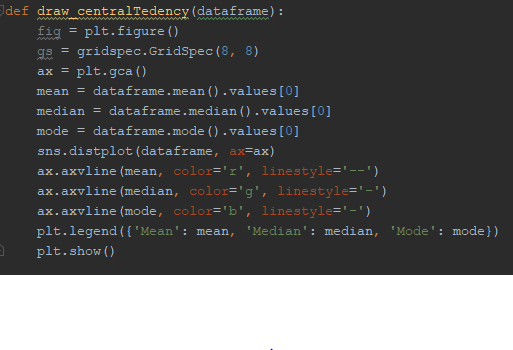 def draw_centralTedency(dataframe):
fig = plt.figure()
gs = gridspec.GridSpec(8, 8)
ax = plt.gca()
mean = dataframe.mean().values[0]
median = dataframe.median().values[0]
mode = dataframe.mode().values[0]
sns.distplot(dataframe, ax=ax)
ax.axvline(mean, color='r', linestyle='--')
ax.axvline(median, color='g', linestyle='-')
ax.axvline(mode, color='b', linestyle='-')
plt.legend({'Mean': mean, 'Median': median, 'Mode': mode})
plt.show()